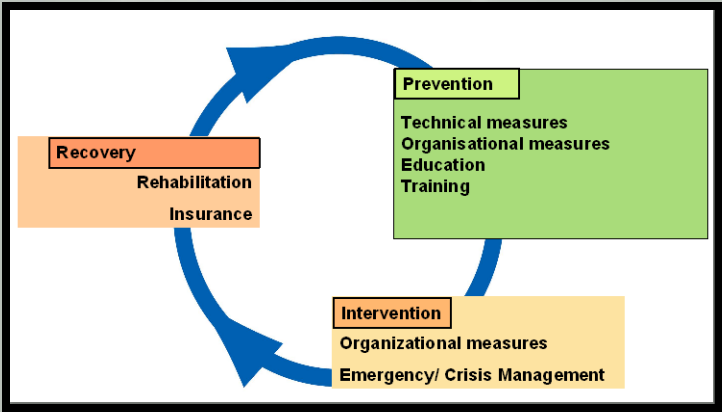 Prevention
Technical measures
Organisational measures
Education
Training
Recovery
Rehabilitation
Insurance
Intervention
Organizational measures
Emergency/ Crisis Management